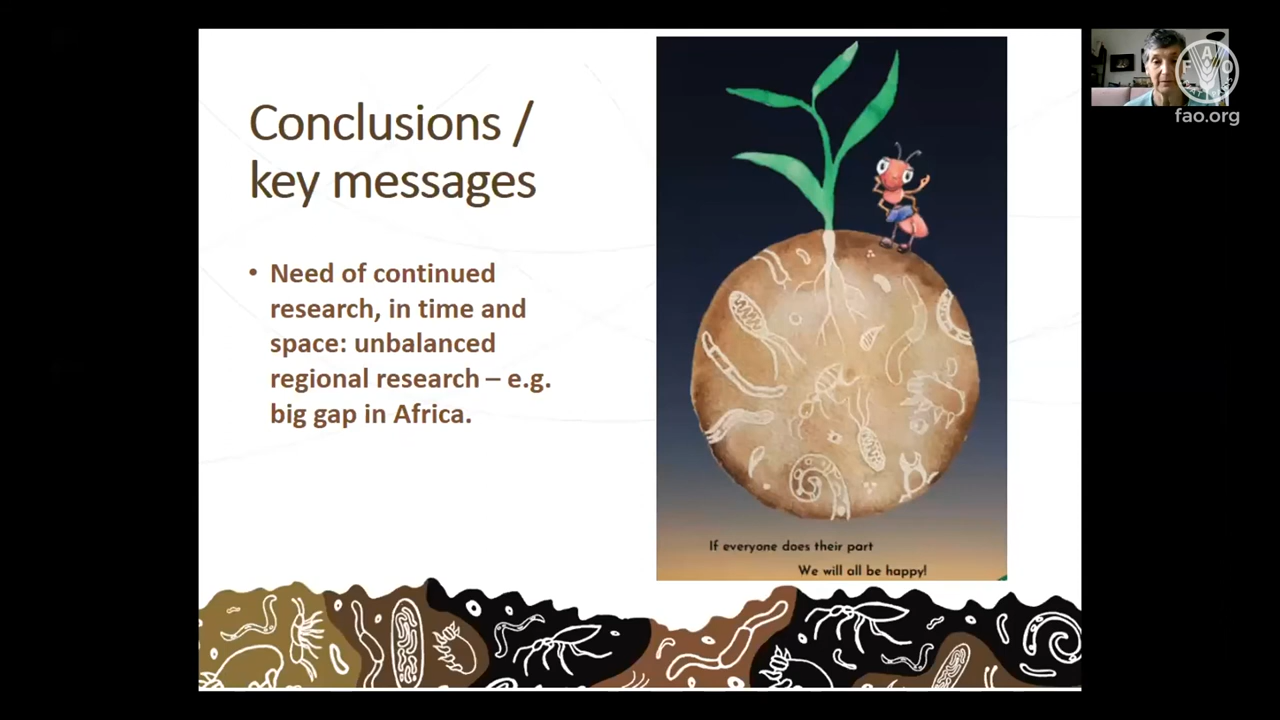 Conclusions /
key messages
• Need of continued
research, in time and
space: unbalanced
regional research – e.g.
big gap in Africa.
If everyone does their part
We will all be happy!
F A O
fao.org